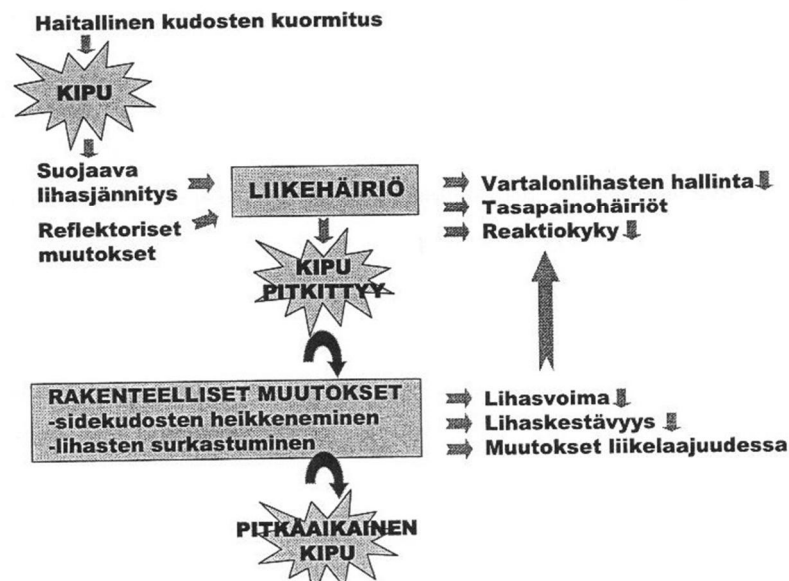 Haitallinen kudosten kuormitus
KIPU
Suojaava
lihasjännitys
Reflektoriset
muutokset
LIIKEHÄIRIÖ
Vartalonlihasten hallinta
Tasapainohäiriöt
Reaktiokyky
KIPU
PITKITTYY
RAKENTEELLISET MUUTOKSET
-sidekudosten heikkeneminen
-lihasten surkastuminen
Lihasvoima
Lihaskestävyys
Muutokset liikelaajuudessa
PITKÄAIKAINEN
KIPU